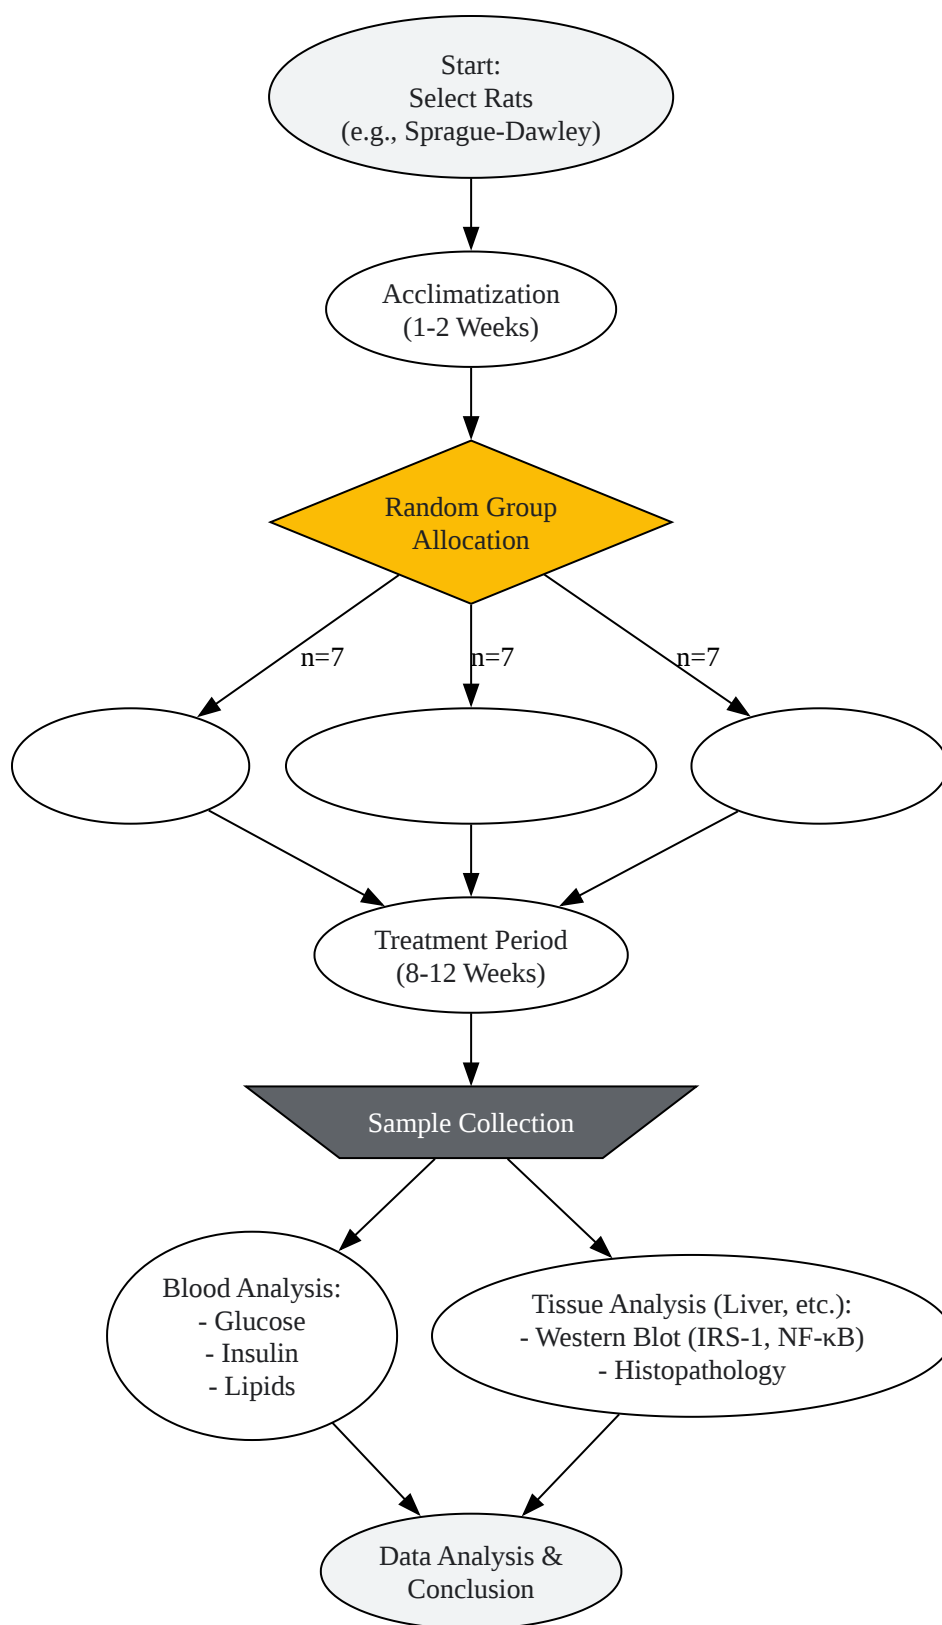 Start:
Select Rats
(e.g., Sprague-Dawley)
Acclimatization
(1-2 Weeks)
Random Group
Allocation
n=7
n=7
n=7
Treatment Period
(8-12 Weeks)
Sample Collection
Blood Analysis:
- Glucose
- Insulin
- Lipids
Tissue Analysis (Liver, etc.):
- Western Blot (IRS-1, NF-κB)
- Histopathology
Data Analysis &
Conclusion